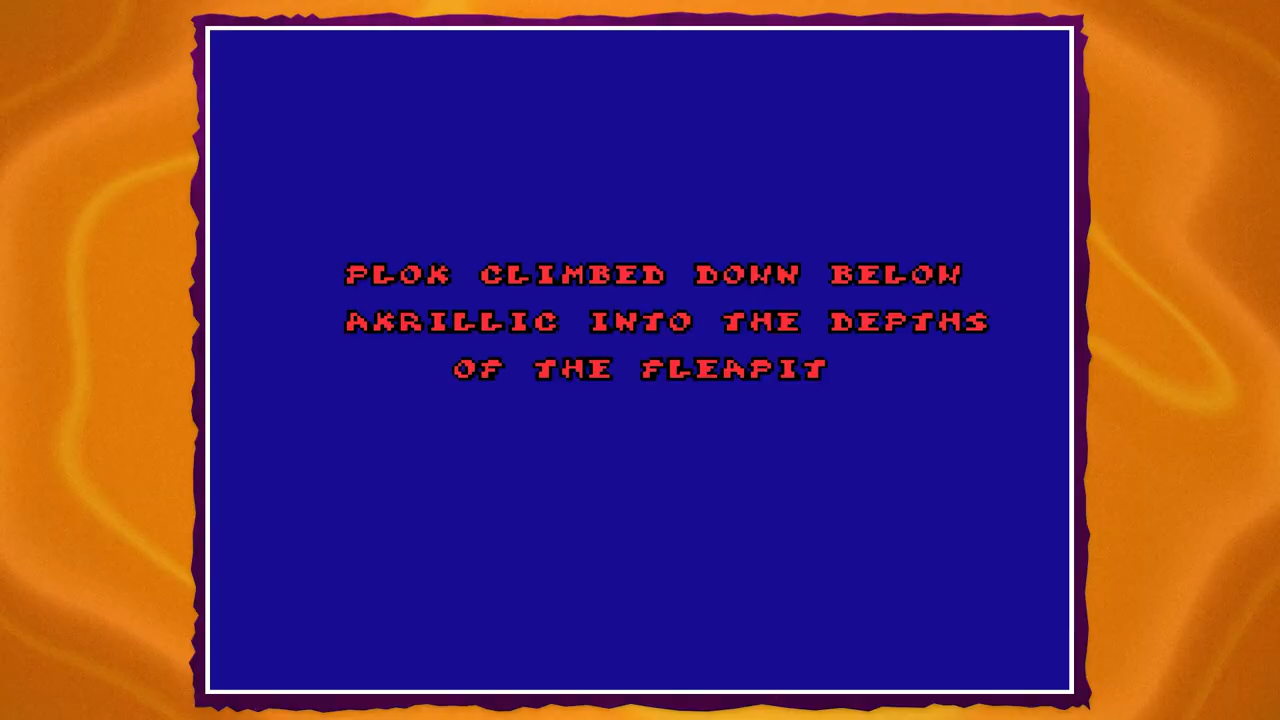 PLOK CLIMBED DOWN BELOW
AKRILLIC INTO THE DEPTHS
OF THE FLEAPIT